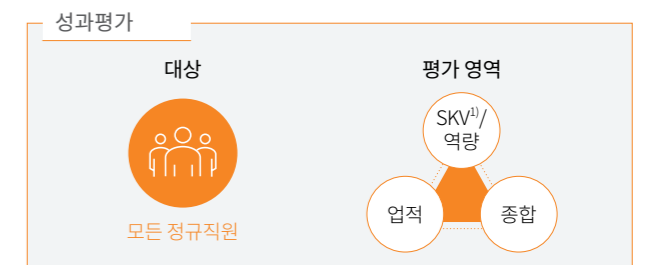 성과평가
대상
평가 영역
SKV1)/
역량
업적
종합
모든 정규직원